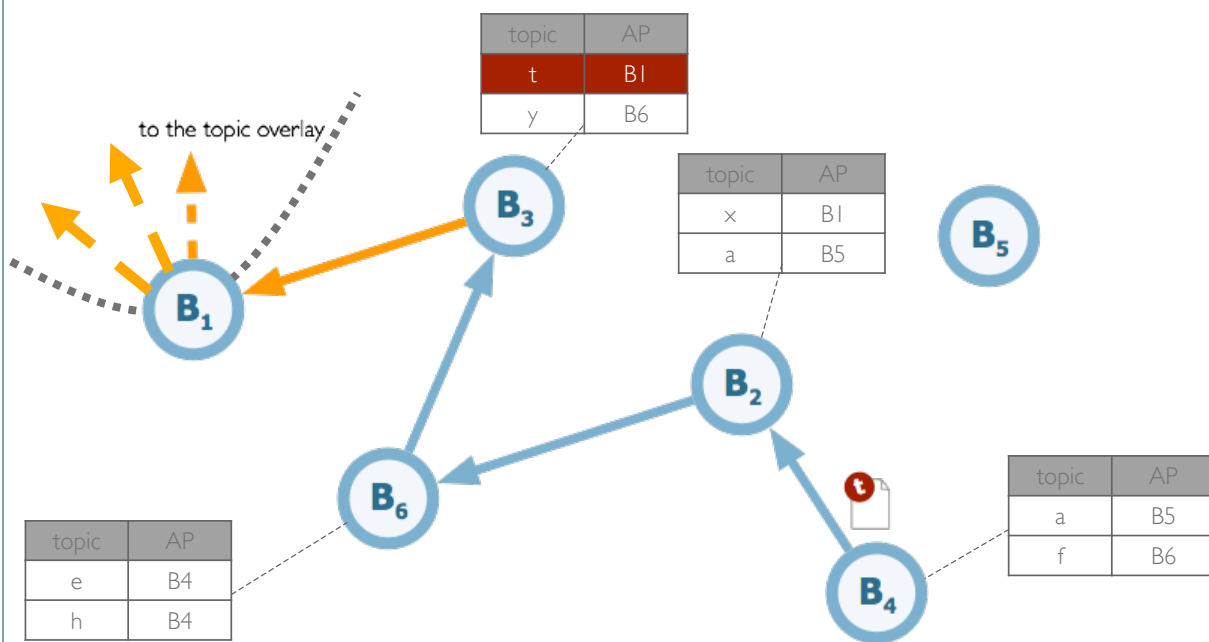 topic AP
t B1
y B6
to the topic overlay
topic AP
x B1
a B5
B3
B5
B1
B2
B6
t
topic AP
a B5
f B6
topic AP
e B4
h B4
B4